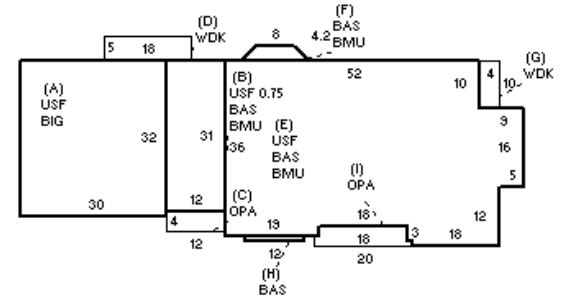 (D)
WDK
5
18
8
4.2
(F)
BAS
BMU
(G)
WDK
(A)
USF
BIG
32
30
31
12
(B)
USF 0.75
BAS
BMU
36
(E)
USF
BAS
BMU
52
10
4
10
9
16
5
12
(C)
OPA
4
12
19
(I)
OPA
18
18
3
18
20
12
(H)
BAS